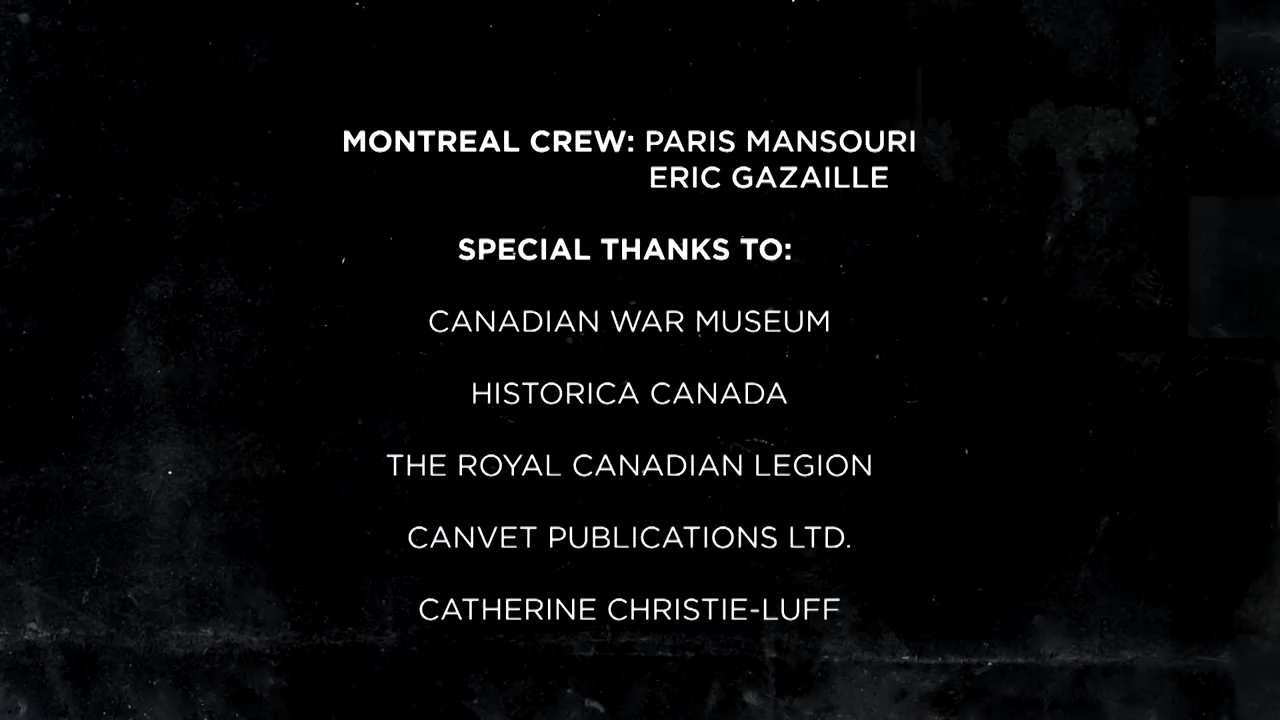 MONTREAL CREW: PARIS MANSOURI
ERIC GAZAILLE
SPECIAL THANKS TO:
CANADIAN WAR MUSEUM
HISTORICA CANADA
THE ROYAL CANADIAN LEGION
CANVET PUBLICATIONS LTD.
CATHERINE CHRISTIE-LUFF